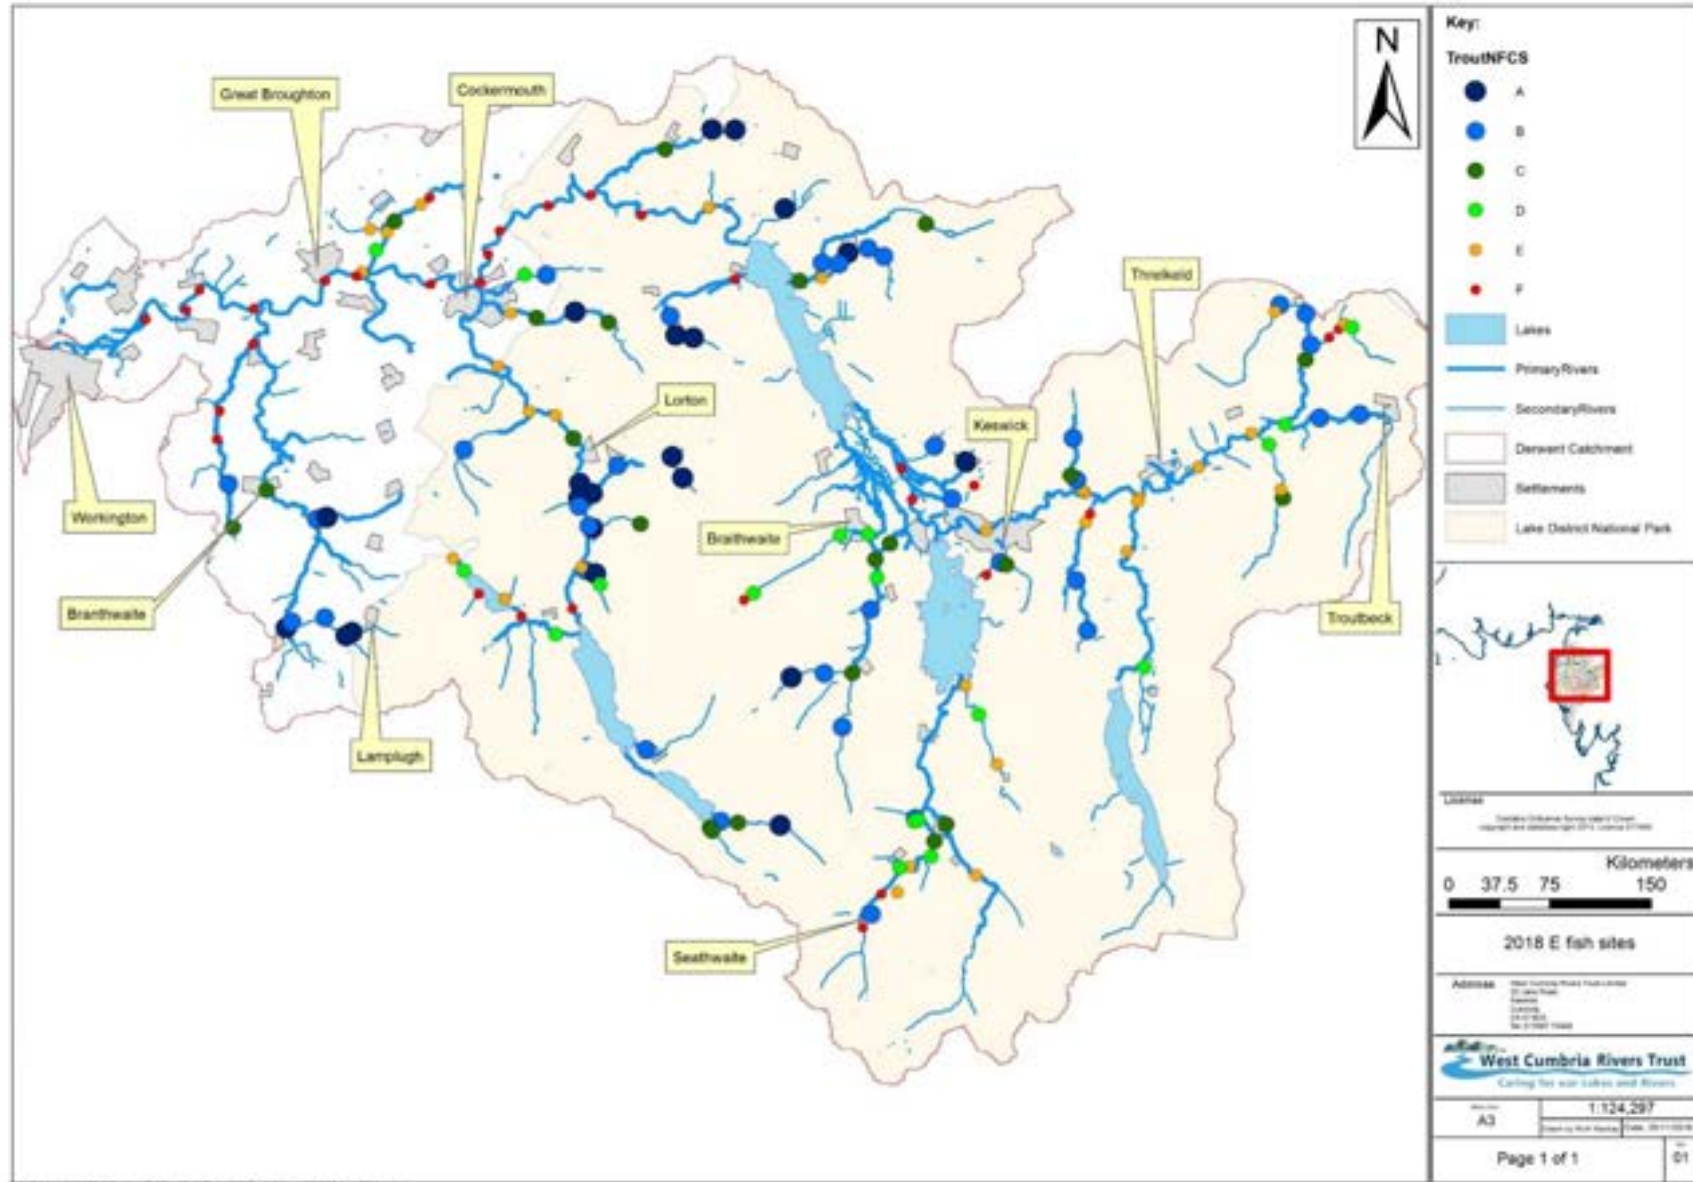 Great Broughton
Cockermouth
Threlkeld
Lorton
Keswick
Workington
Braithwaite
Branthwaite
Troutbeck
Lamplugh
Seathwaite
N
Key:
TroutNFCS
A
B
C
D
E
F
Lakes
PrimaryRivers
SecondaryRivers
Derwent Catchment
Settlements
Lake District National Park
License
Kilometers
0 37.5 75 150
2018 E fish sites
Address
West Cumbria Rivers Trust
Caring for our Lakes and Rivers
A3
1:124,297
Page 1 of 1
01